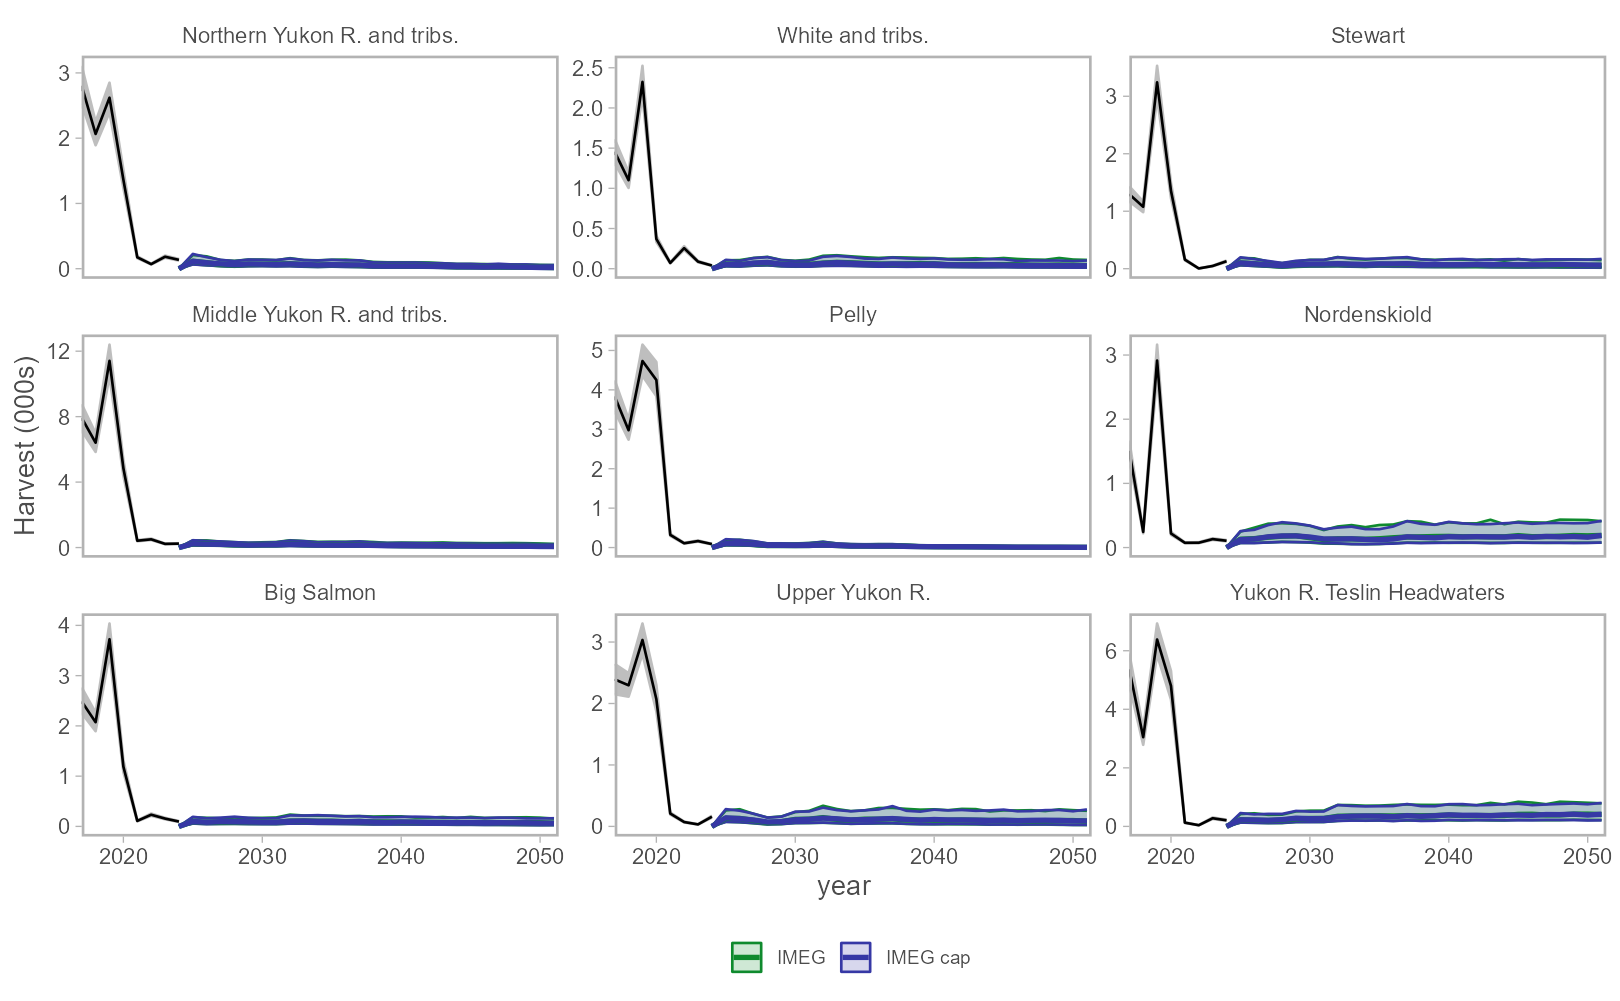 Northern Yukon R. and tribs.
White and tribs.
Stewart
3
2
1
0
2.5
2.0
1.5
1.0
0.5
0.0
3
2
1
0
Middle Yukon R. and tribs.
Pelly
Nordenskiold
12
8
4
0
5
4
3
2
1
0
3
2
1
0
Harvest (000s)
Big Salmon
Upper Yukon R.
Yukon R. Teslin Headwaters
4
3
2
1
0
3
2
1
0
6
4
2
0
2020 2030 2040 2050
2020 2030 2040 2050
2020 2030 2040 2050
year
IMEG
IMEG cap